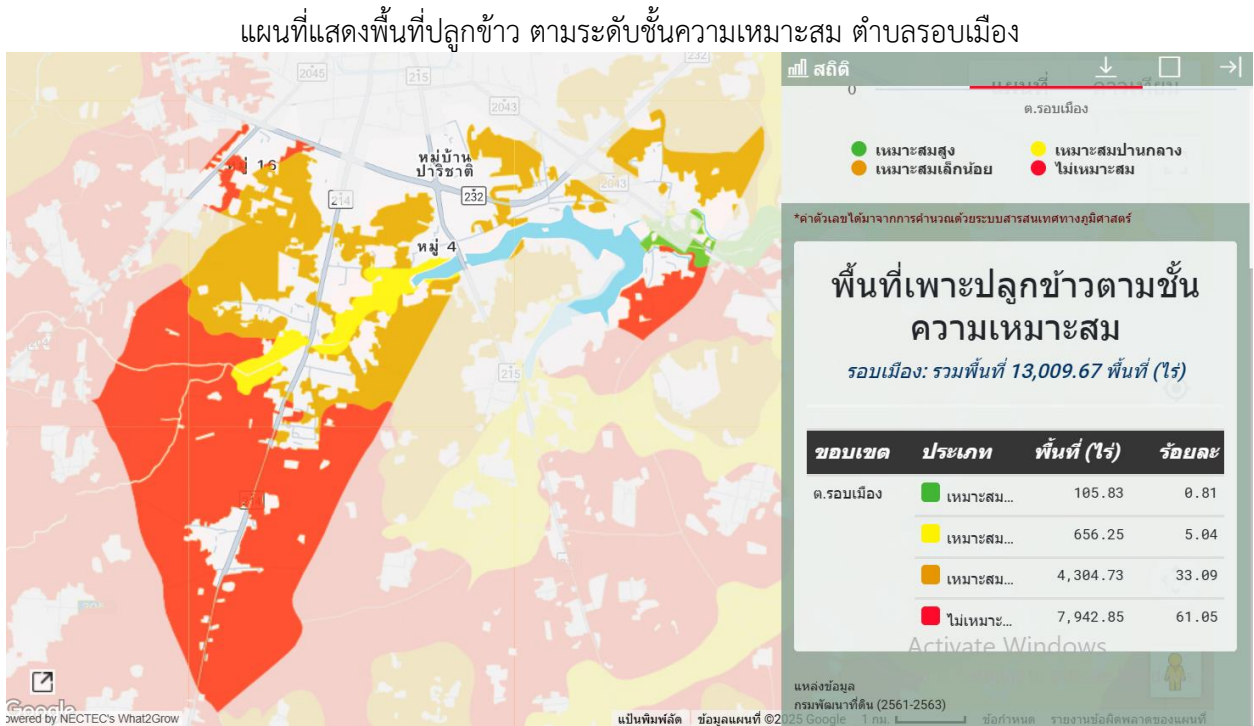 แผนที่แสดงพื้นที่ปลูกข้าว ตามระดับชั้นความเหมาะสม ตำบลรอบเมือง
232
2045
215
2043
หมู่ 16
หมู่บ้าน
ปาริชาติ
2043
214
232
หมู่ 4
215
Google
powered by NECTEC's What2Grow
แป้นพิมพ์ลัด
ข้อมูลแผนที่ ©2025 Google
1 กม.
ข้อกำหนด
รายงานข้อผิดพลาดของแผนที่
สถิติ
แผนที่
0
ต.รอบเมือง
เหมาะสมสูง
เหมาะสมปานกลาง
เหมาะสมเล็กน้อย
ไม่เหมาะสม
*ค่าตัวเลขได้มาจากการคำนวณด้วยระบบสารสนเทศทางภูมิศาสตร์
พื้นที่เพาะปลูกข้าวตามชั้น
ความเหมาะสม
รอบเมือง: รวมพื้นที่ 13,009.67 พื้นที่ (ไร่)
ขอบเขต ประเภท พื้นที่ (ไร่) ร้อยละ
ต.รอบเมือง เหมาะสม... 105.83 0.81
เหมาะสม... 656.25 5.04
เหมาะสม... 4,304.73 33.09
ไม่เหมาะ... 7,942.85 61.05
Activate Windows
แหล่งข้อมูล
กรมพัฒนาที่ดิน (2561-2563)